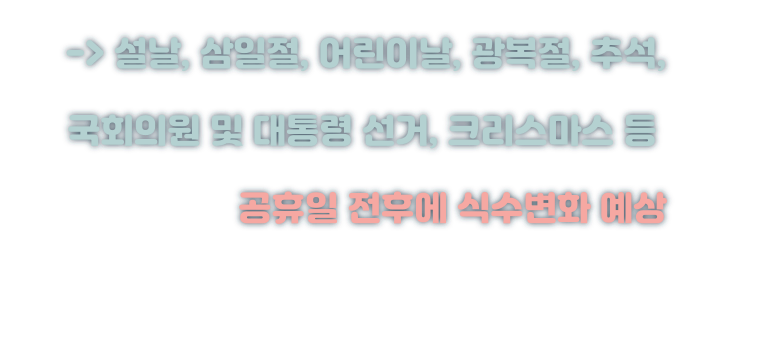 -> 설날, 삼일절, 어린이날, 광복절, 추석,
국회의원 및 대통령 선거, 크리스마스 등
공휴일 전후에 식수변화 예상